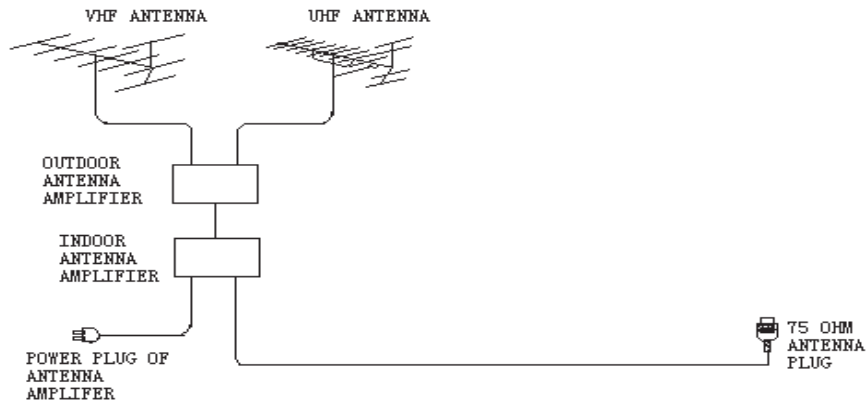 VHF ANTENNA
UHF ANTENNA
OUTDOOR
ANTENNA
AMPLIFIER
INDOOR
ANTENNA
AMPLIFIER
POWER PLUG OF
ANTENNA
AMPLIFER
75 OHM
ANTENNA
PLUG